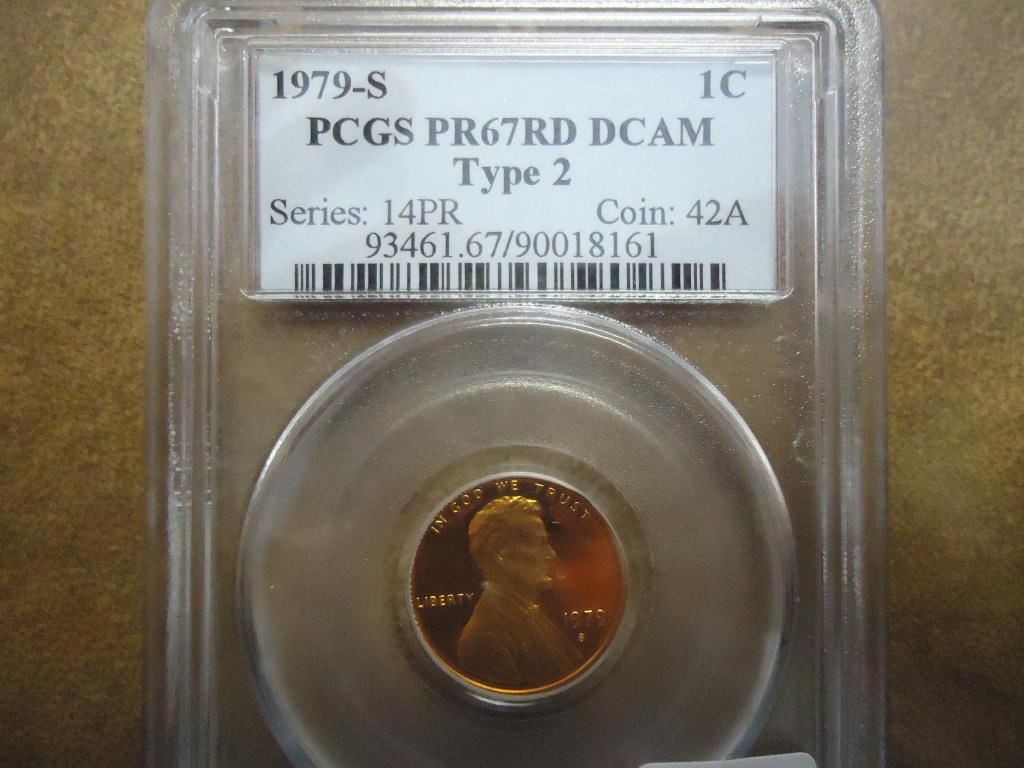 1979-S 1C
PCGS PR67RD DCAM
Type 2
Series: 14PR Coin: 42A
93461.67/90018161
IN GOD WE TRUST
LIBERTY
1979
S